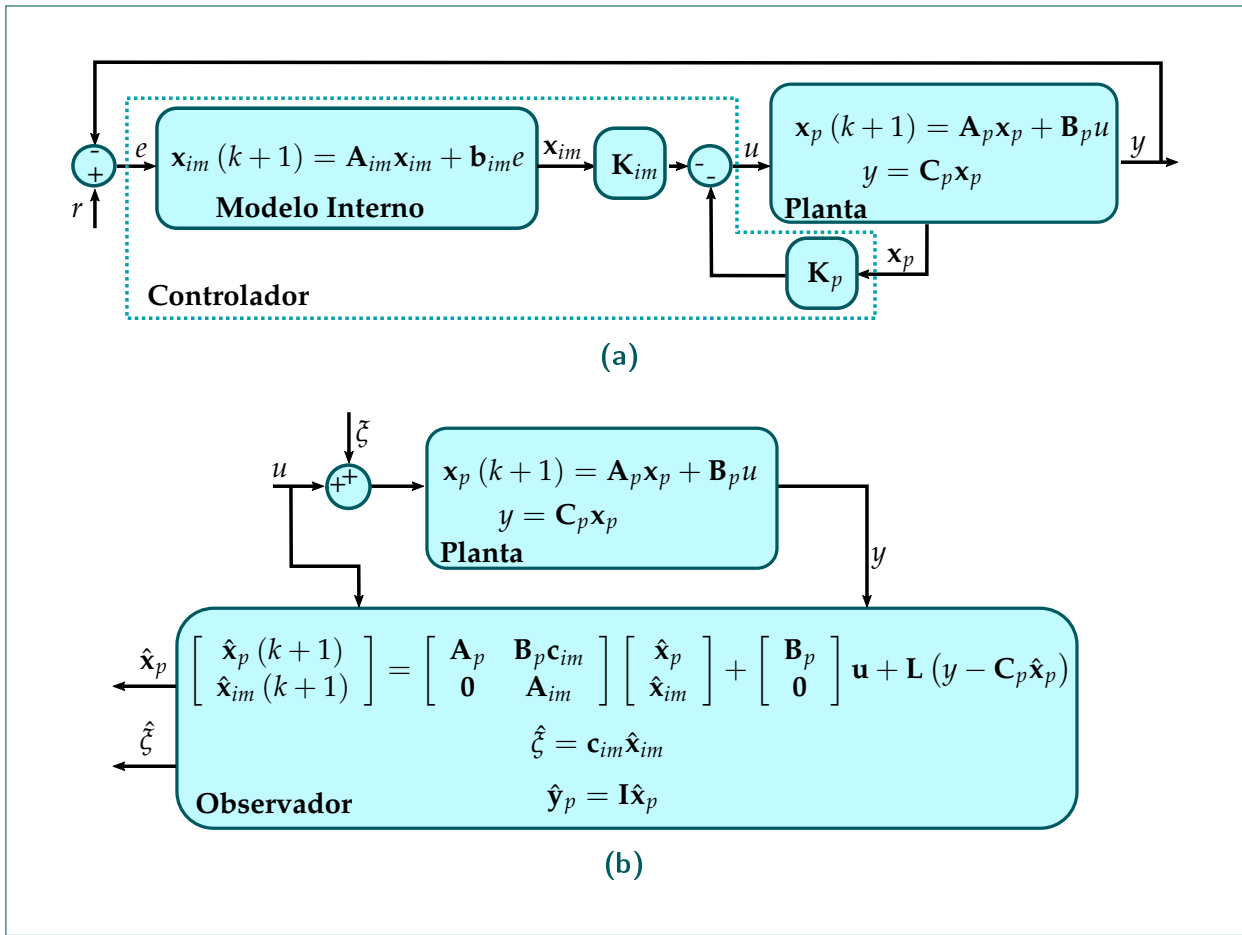 -
+
r
e
x_im (k + 1) = A_im x_im + b_im e
Modelo Interno
x_im
K_im
-
-
u
x_p (k + 1) = A_p x_p + B_p u
y = C_p x_p
Planta
y
x_p
K_p
Controlador
(a)
ξ
u
+
+
x_p (k + 1) = A_p x_p + B_p u
y = C_p x_p
Planta
y
x̂_p
ξ̂
[ x̂_p (k + 1) ] = [ A_p B_p c_im ] [ x̂_p ] + [ B_p ] u + L (y − C_p x̂_p)
[ x̂_im (k + 1) ] [ 0 A_im ] [ x̂_im ] [ 0 ]
ξ̂ = c_im x̂_im
ŷ_p = I x̂_p
Observador
(b)